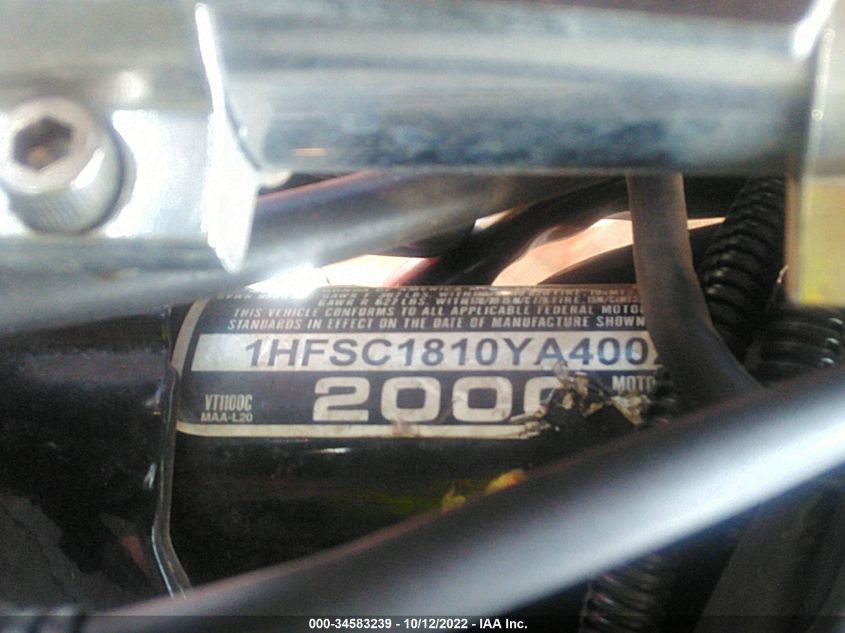 THIS VEHICLE CONFORMS TO ALL APPLICABLE FEDERAL MOTOR
STANDARDS IN EFFECT ON THE DATE OF MANUFACTURE SHOWN
1HFSC1810YA400
VT1100C
MAA-L20
2000
MOTO
000-34583239 - 10/12/2022 - IAA Inc.